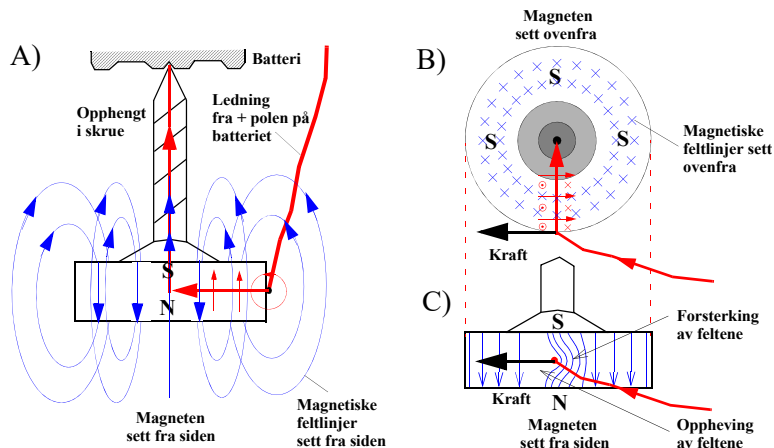 A)
Batteri
Opphengt
i skrue
Ledning
fra + polen på
batteriet
S
N
Magneten
sett fra siden
Magnetiske
feltlinjer
sett fra siden
B)
Magneten
sett ovenfra
S
S
S
Magnetiske
feltlinjer sett
ovenfra
Kraft
C)
S
Forsterking
av feltene
Kraft
N
Magneten
sett fra siden
Oppheving
av feltene